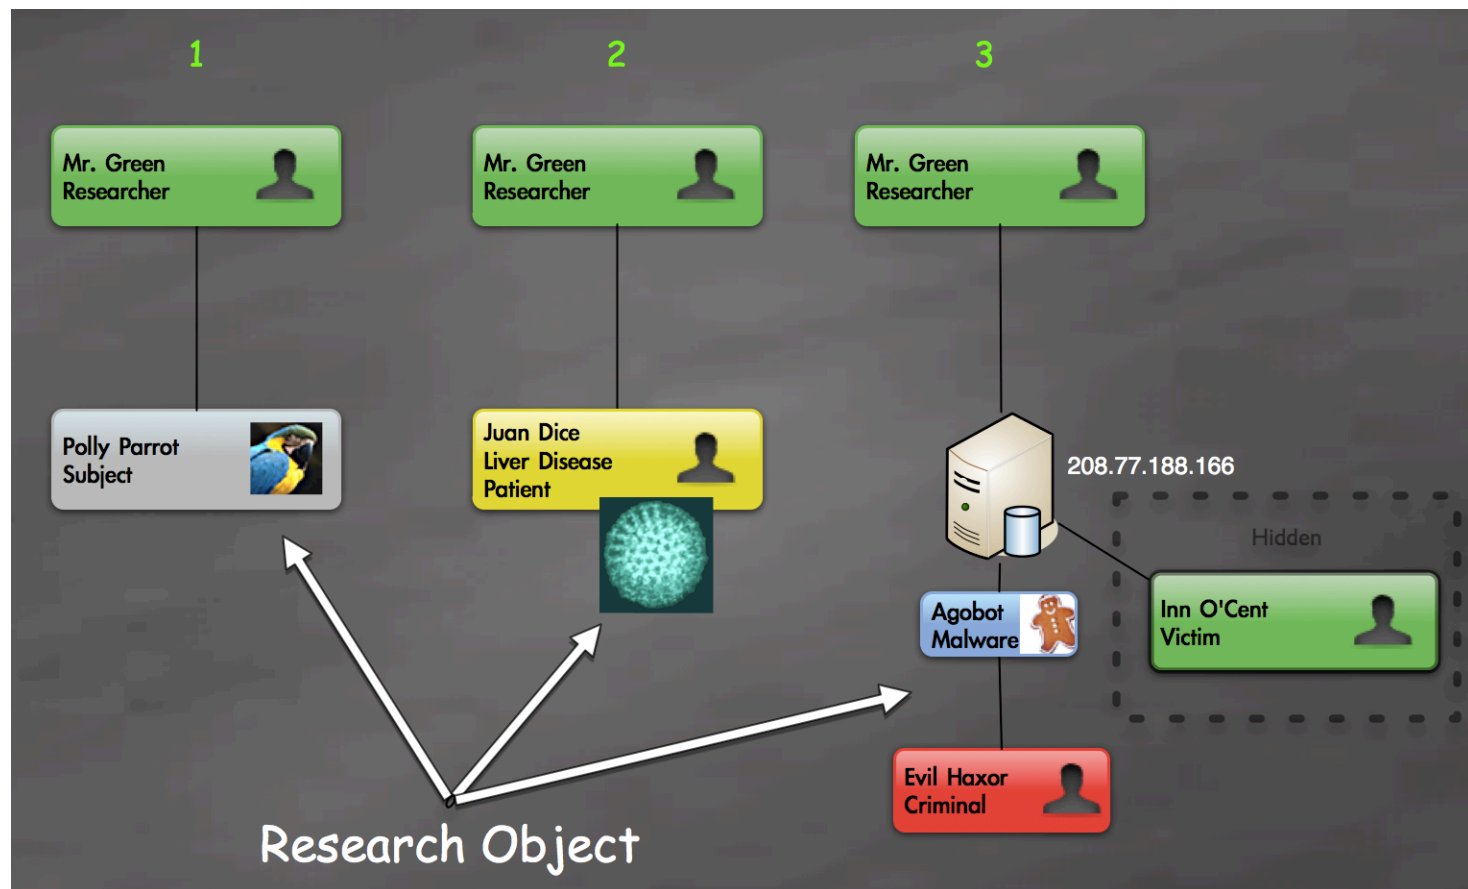 1
2
3
Mr. Green
Researcher
Mr. Green
Researcher
Mr. Green
Researcher
Polly Parrot
Subject
Juan Dice
Liver Disease
Patient
208.77.188.166
Hidden
Inn O'Cent
Victim
Agobot
Malware
Evil Haxor
Criminal
Research Object